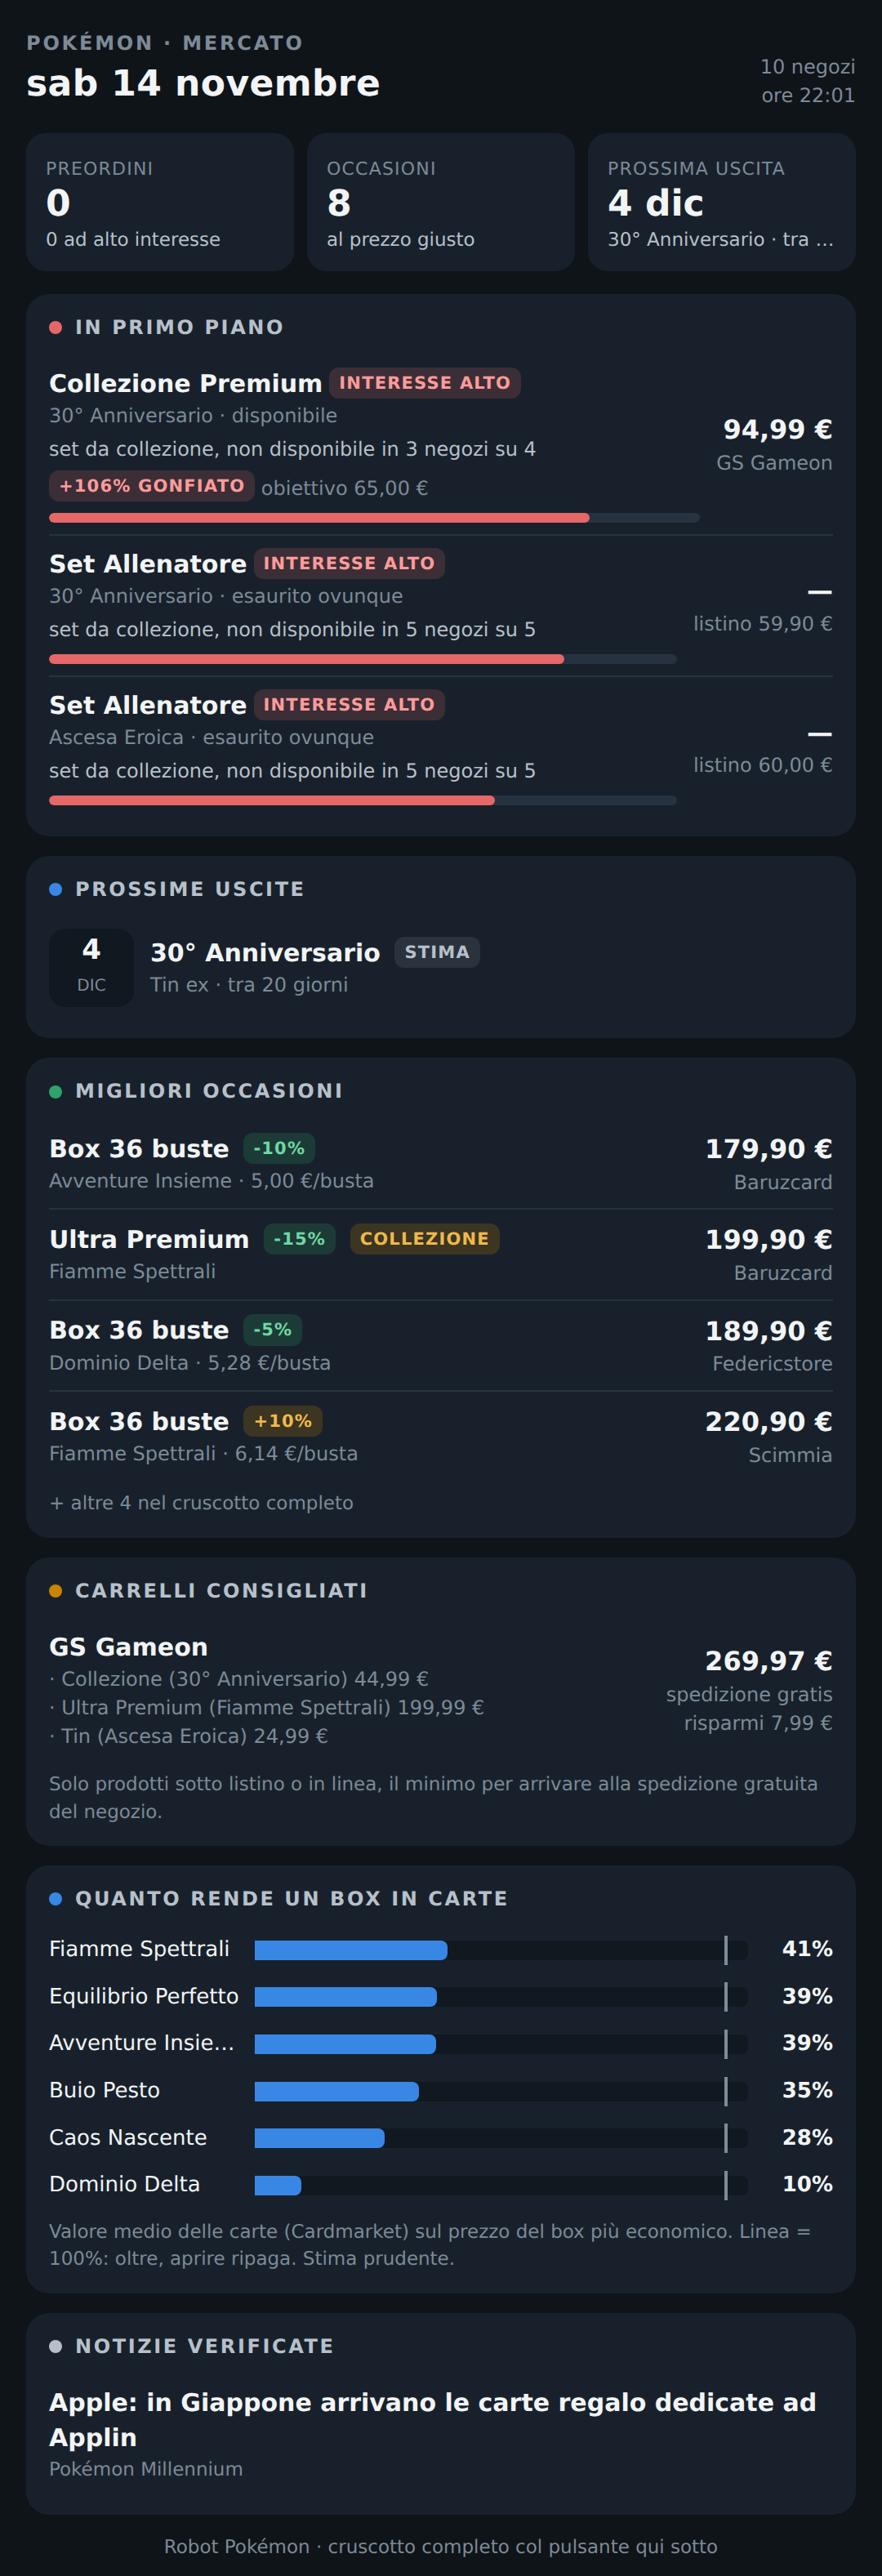 POKÉMON · MERCATO
sab 14 novembre
10 negozi
ore 22:01
PREORDINI
0
0 ad alto interesse
OCCASIONI
8
al prezzo giusto
PROSSIMA USCITA
4 dic
30° Anniversario · tra …
IN PRIMO PIANO
Collezione Premium INTERESSE ALTO
30° Anniversario · disponibile
set da collezione, non disponibile in 3 negozi su 4
+106% GONFIATO obiettivo 65,00 €
94,99 €
GS Gameon
Set Allenatore INTERESSE ALTO
30° Anniversario · esaurito ovunque
set da collezione, non disponibile in 5 negozi su 5
—
listino 59,90 €
Set Allenatore INTERESSE ALTO
Ascesa Eroica · esaurito ovunque
set da collezione, non disponibile in 5 negozi su 5
—
listino 60,00 €
PROSSIME USCITE
4
DIC
30° Anniversario STIMA
Tin ex · tra 20 giorni
MIGLIORI OCCASIONI
Box 36 buste -10%
Avventure Insieme · 5,00 €/busta
179,90 €
Baruzcard
Ultra Premium -15% COLLEZIONE
Fiamme Spettrali
199,90 €
Baruzcard
Box 36 buste -5%
Dominio Delta · 5,28 €/busta
189,90 €
Federicstore
Box 36 buste +10%
Fiamme Spettrali · 6,14 €/busta
220,90 €
Scimmia
+ altre 4 nel cruscotto completo
CARRELLI CONSIGLIATI
GS Gameon
· Collezione (30° Anniversario) 44,99 €
· Ultra Premium (Fiamme Spettrali) 199,99 €
· Tin (Ascesa Eroica) 24,99 €
269,97 €
spedizione gratis
risparmi 7,99 €
Solo prodotti sotto listino o in linea, il minimo per arrivare alla spedizione gratuita
del negozio.
QUANTO RENDE UN BOX IN CARTE
Fiamme Spettrali 41%
Equilibrio Perfetto 39%
Avventure Insie… 39%
Buio Pesto 35%
Caos Nascente 28%
Dominio Delta 10%
Valore medio delle carte (Cardmarket) sul prezzo del box più economico. Linea =
100%: oltre, aprire ripaga. Stima prudente.
NOTIZIE VERIFICATE
Apple: in Giappone arrivano le carte regalo dedicate ad
Applin
Pokémon Millennium
Robot Pokémon · cruscotto completo col pulsante qui sotto